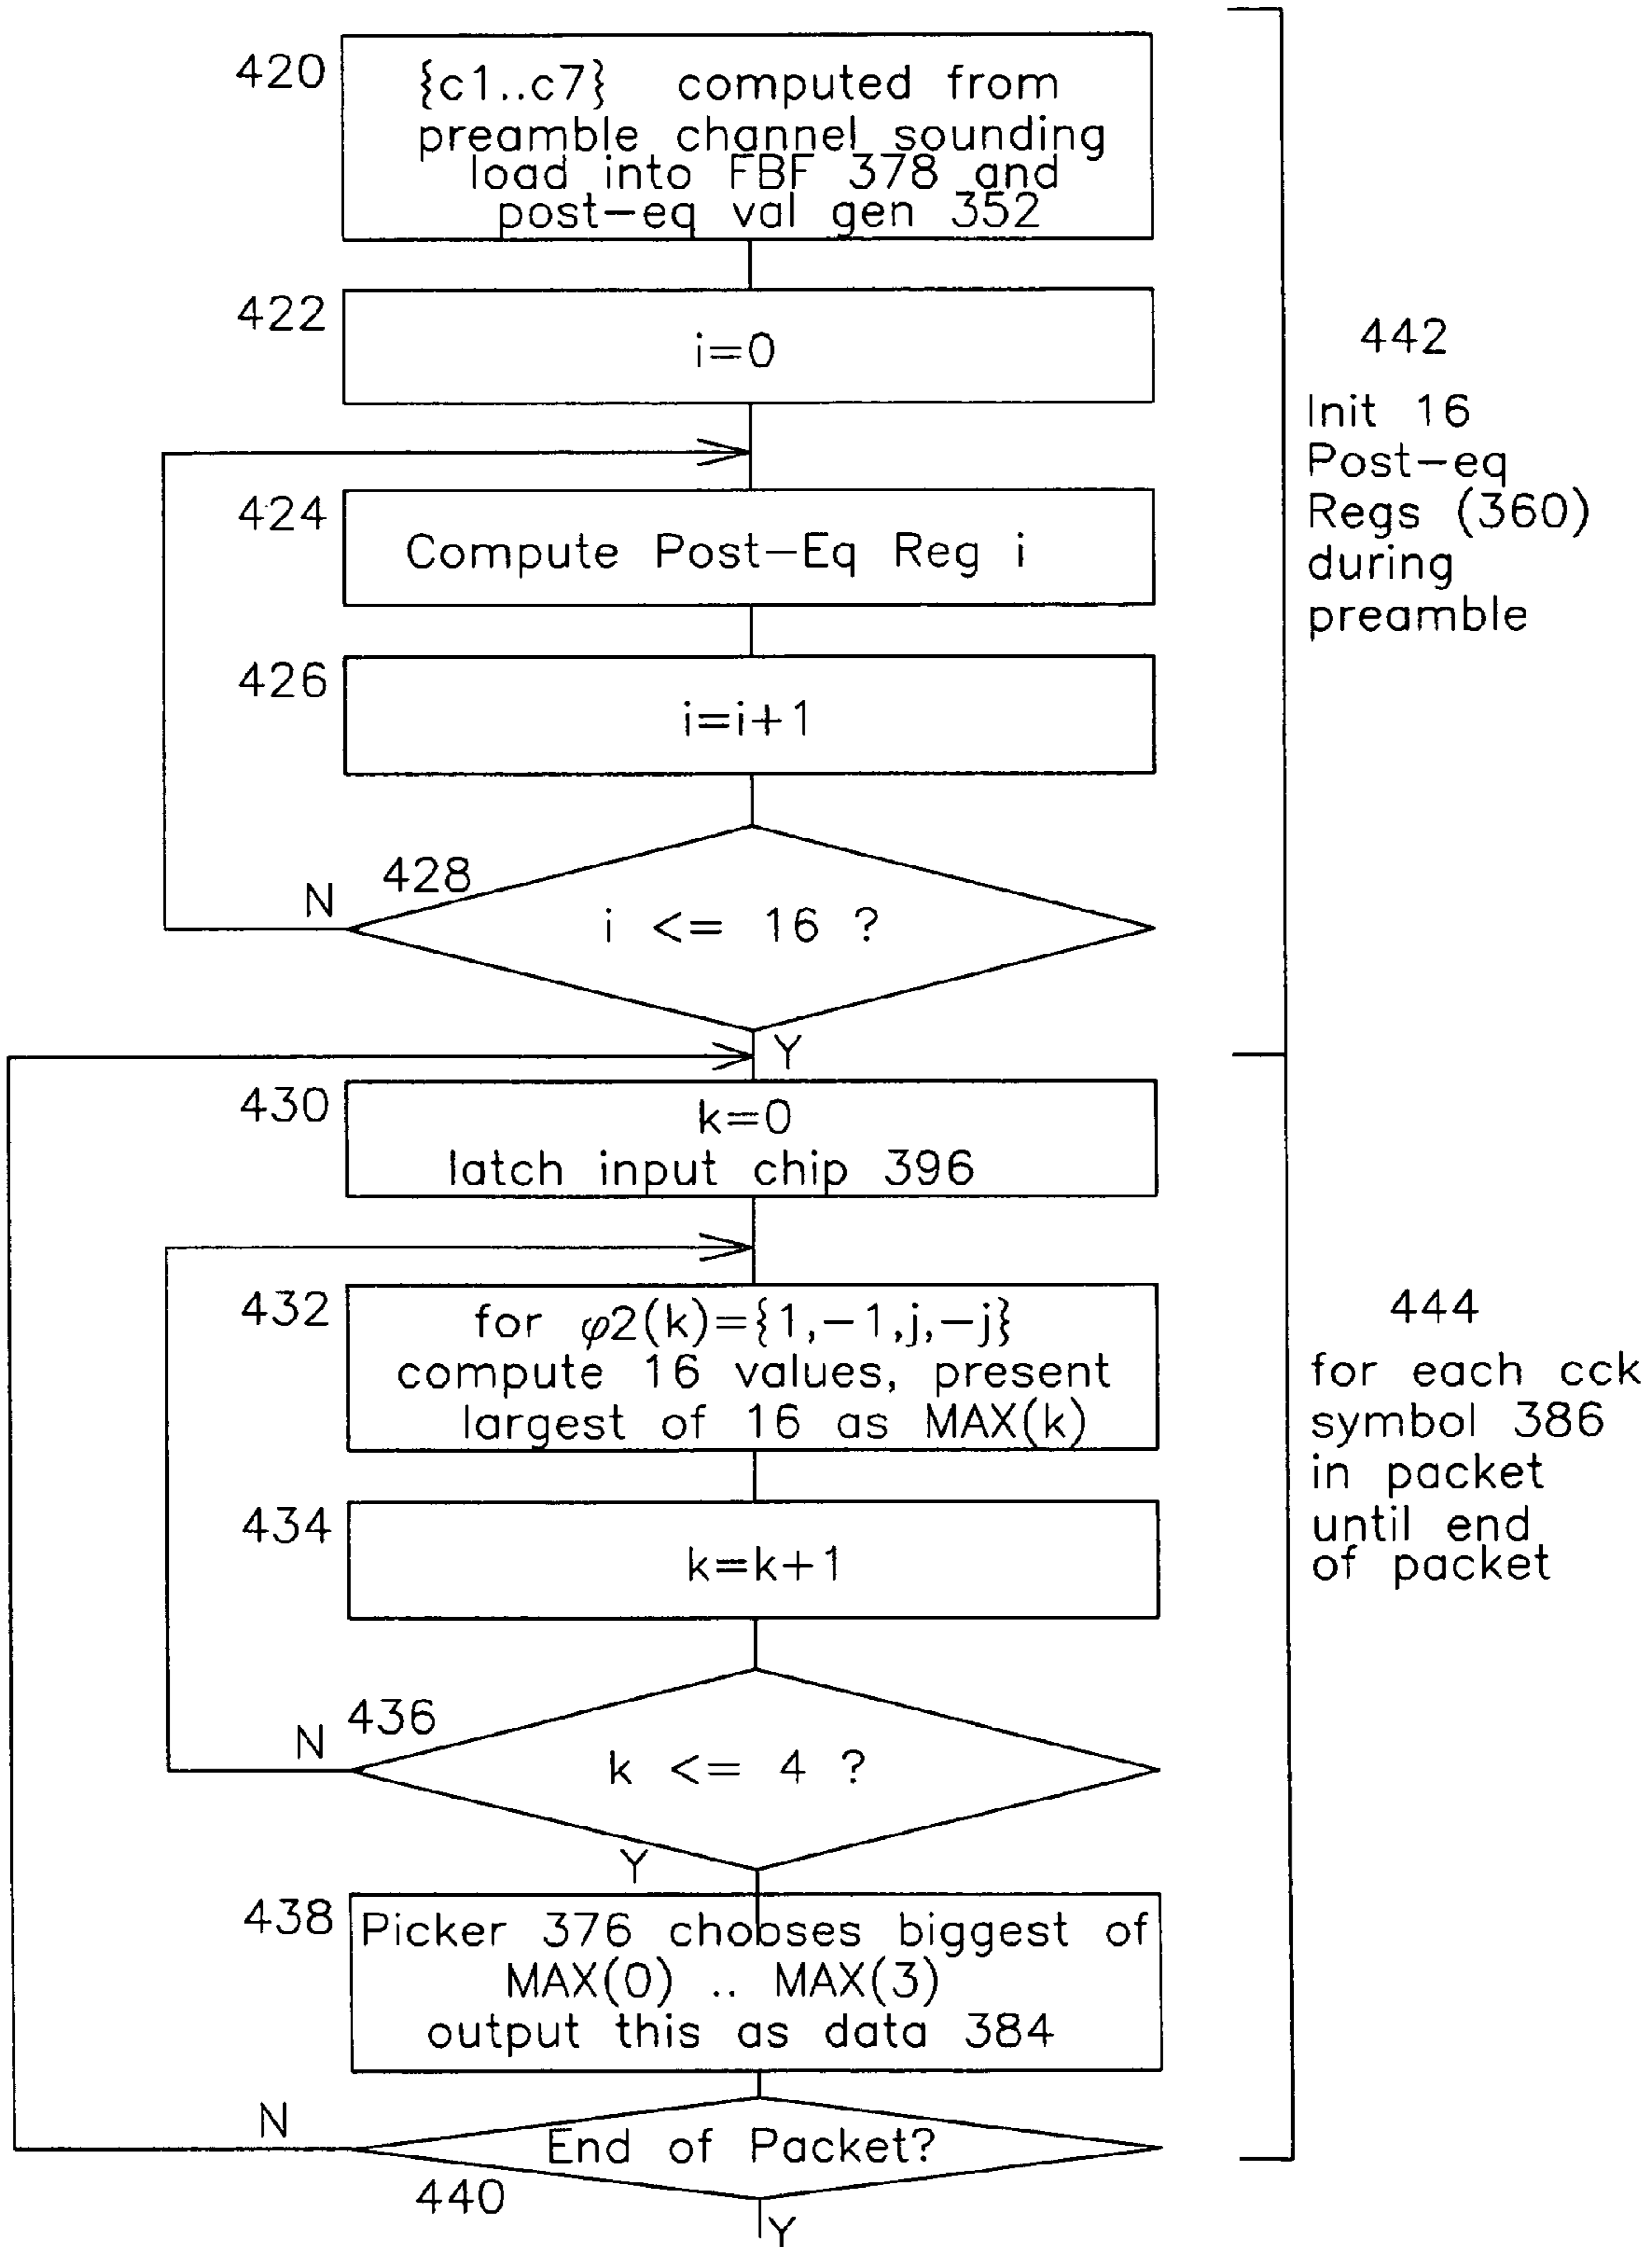 420
{c1..c7} computed from
preamble channel sounding
load into FBF 378 and
post-eq val gen 352
422
i=0
442
Init 16
Post-eq
Regs (360)
during
preamble
424
Compute Post-Eq Reg i
426
i=i+1
428
N
i <= 16 ?
Y
430
k=0
latch input chip 396
432
for φ2(k)={1,-1,j,-j}
compute 16 values, present
largest of 16 as MAX(k)
444
for each cck
symbol 386
in packet
until end
of packet
434
k=k+1
436
N
k <= 4 ?
Y
438
Picker 376 chooses biggest of
MAX(0) .. MAX(3)
output this as data 384
N
End of Packet?
440
Y